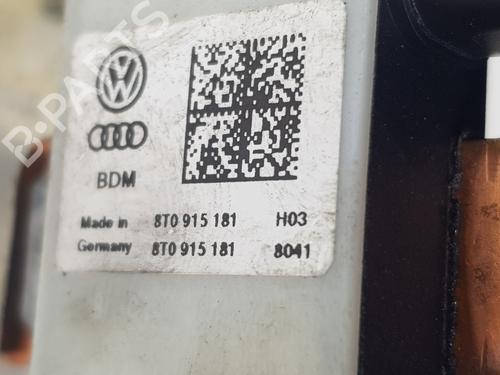 BDM
Made in 8T0 915 181 H03
Germany 8T0 915 181 8041
B-PARTS